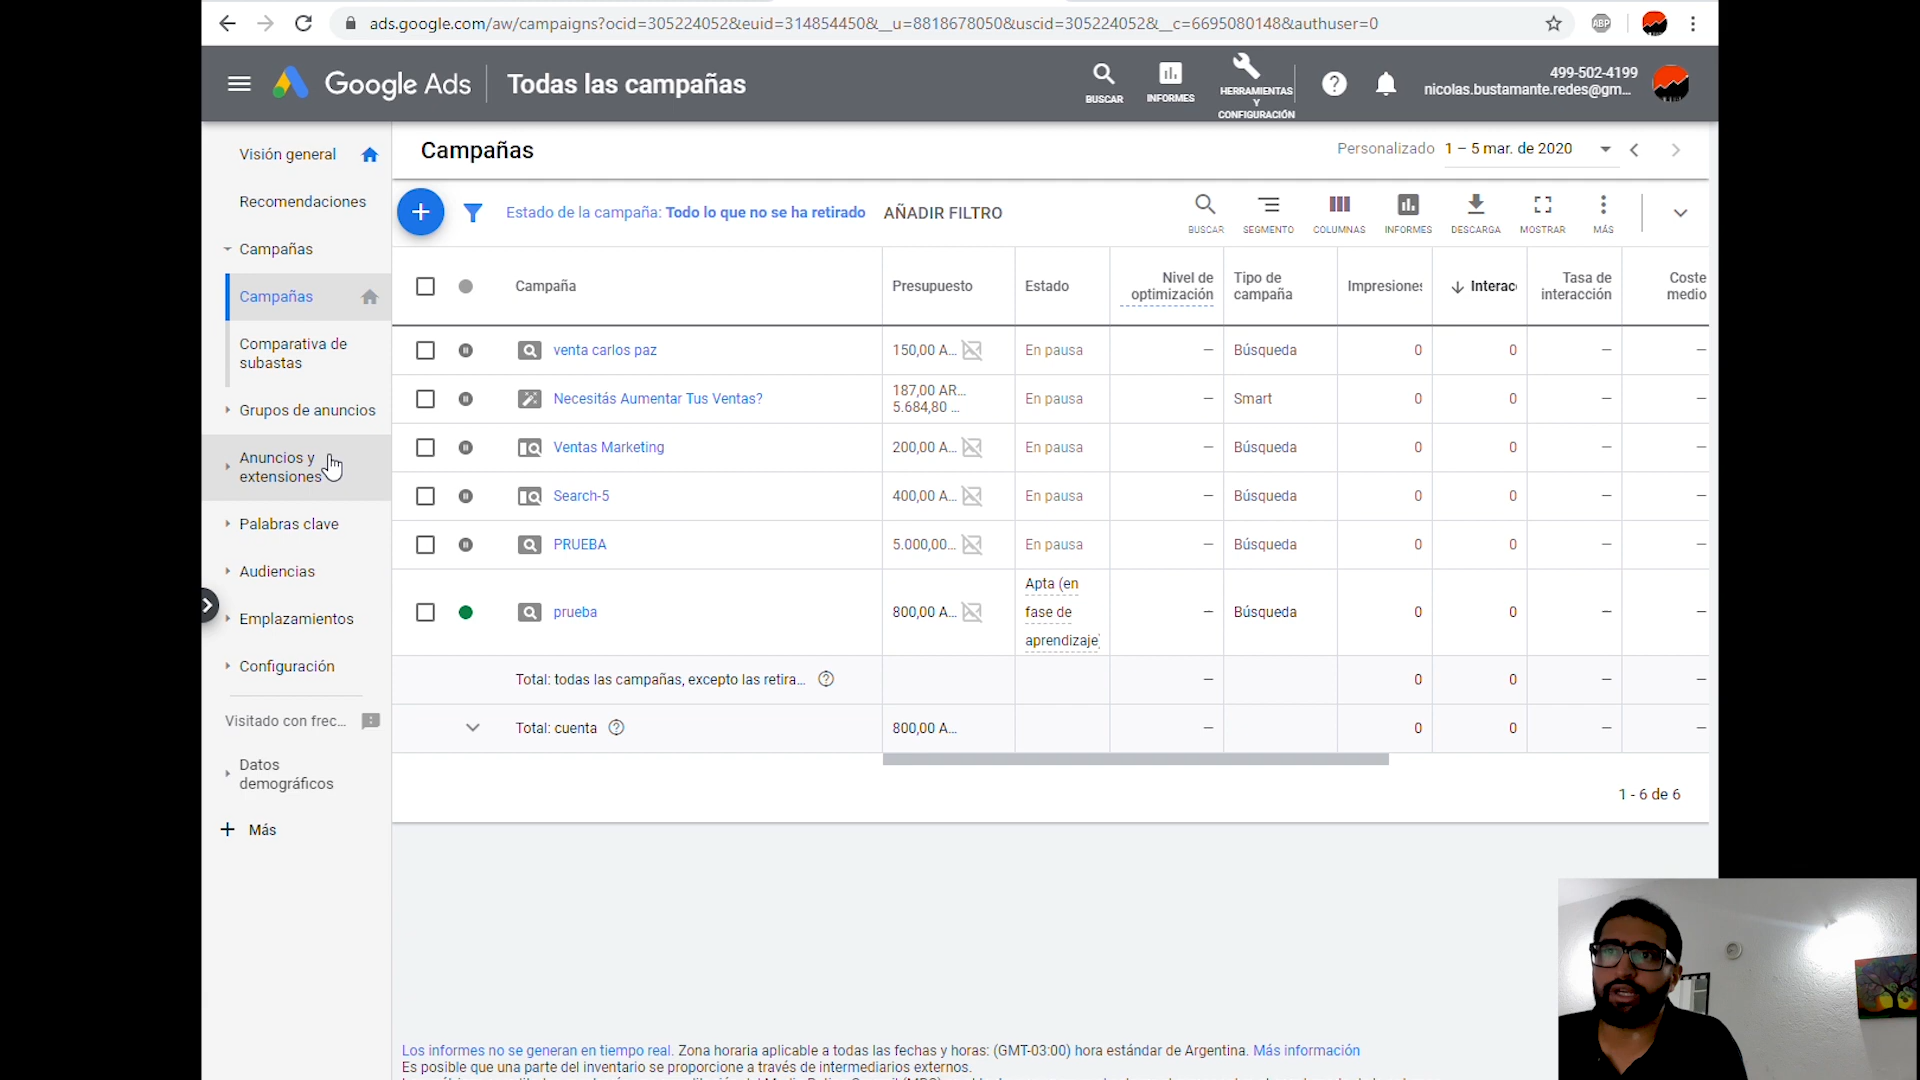 ads.google.com/aw/campaigns?ocid=305224052&euid=314854450&__u=8818678050&uscid=305224052&__c=6695080148&authuser=0
ABP
Google Ads
Todas las campañas
BUSCAR
INFORMES
HERRAMIENTAS
Y
CONFIGURACIÓN
499-502-4199
nicolas.bustamante.redes@gm...
Visión general
Recomendaciones
Campañas
Campañas
Comparativa de
subastas
Grupos de anuncios
Anuncios y
extensiones
Palabras clave
Audiencias
Emplazamientos
Configuración
Visitado con frec...
Datos
demográficos
+ Más
Campañas
Personalizado 1 – 5 mar. de 2020
Estado de la campaña: Todo lo que no se ha retirado
AÑADIR FILTRO
BUSCAR
SEGMENTO
COLUMNAS
INFORMES
DESCARGA
MOSTRAR
MÁS
Campaña
Presupuesto
Estado
Nivel de
optimización
Tipo de
campaña
Impresiones
Interac
Tasa de
interacción
Coste
medio
venta carlos paz 150,00 A... En pausa – Búsqueda 0 0 – –
Necesitás Aumentar Tus Ventas? 187,00 AR... En pausa – Smart 0 0 – –
5.684,80 ...
Ventas Marketing 200,00 A... En pausa – Búsqueda 0 0 – –
Search-5 400,00 A... En pausa – Búsqueda 0 0 – –
PRUEBA 5.000,00... En pausa – Búsqueda 0 0 – –
prueba 800,00 A... Apta (en
fase de
aprendizaje) – Búsqueda 0 0 – –
Total: todas las campañas, excepto las retira... – 0 0 – –
Total: cuenta 800,00 A... – 0 0 – –
1 - 6 de 6
Los informes no se generan en tiempo real. Zona horaria aplicable a todas las fechas y horas: (GMT-03:00) hora estándar de Argentina. Más información
Es posible que una parte del inventario se proporcione a través de intermediarios externos.